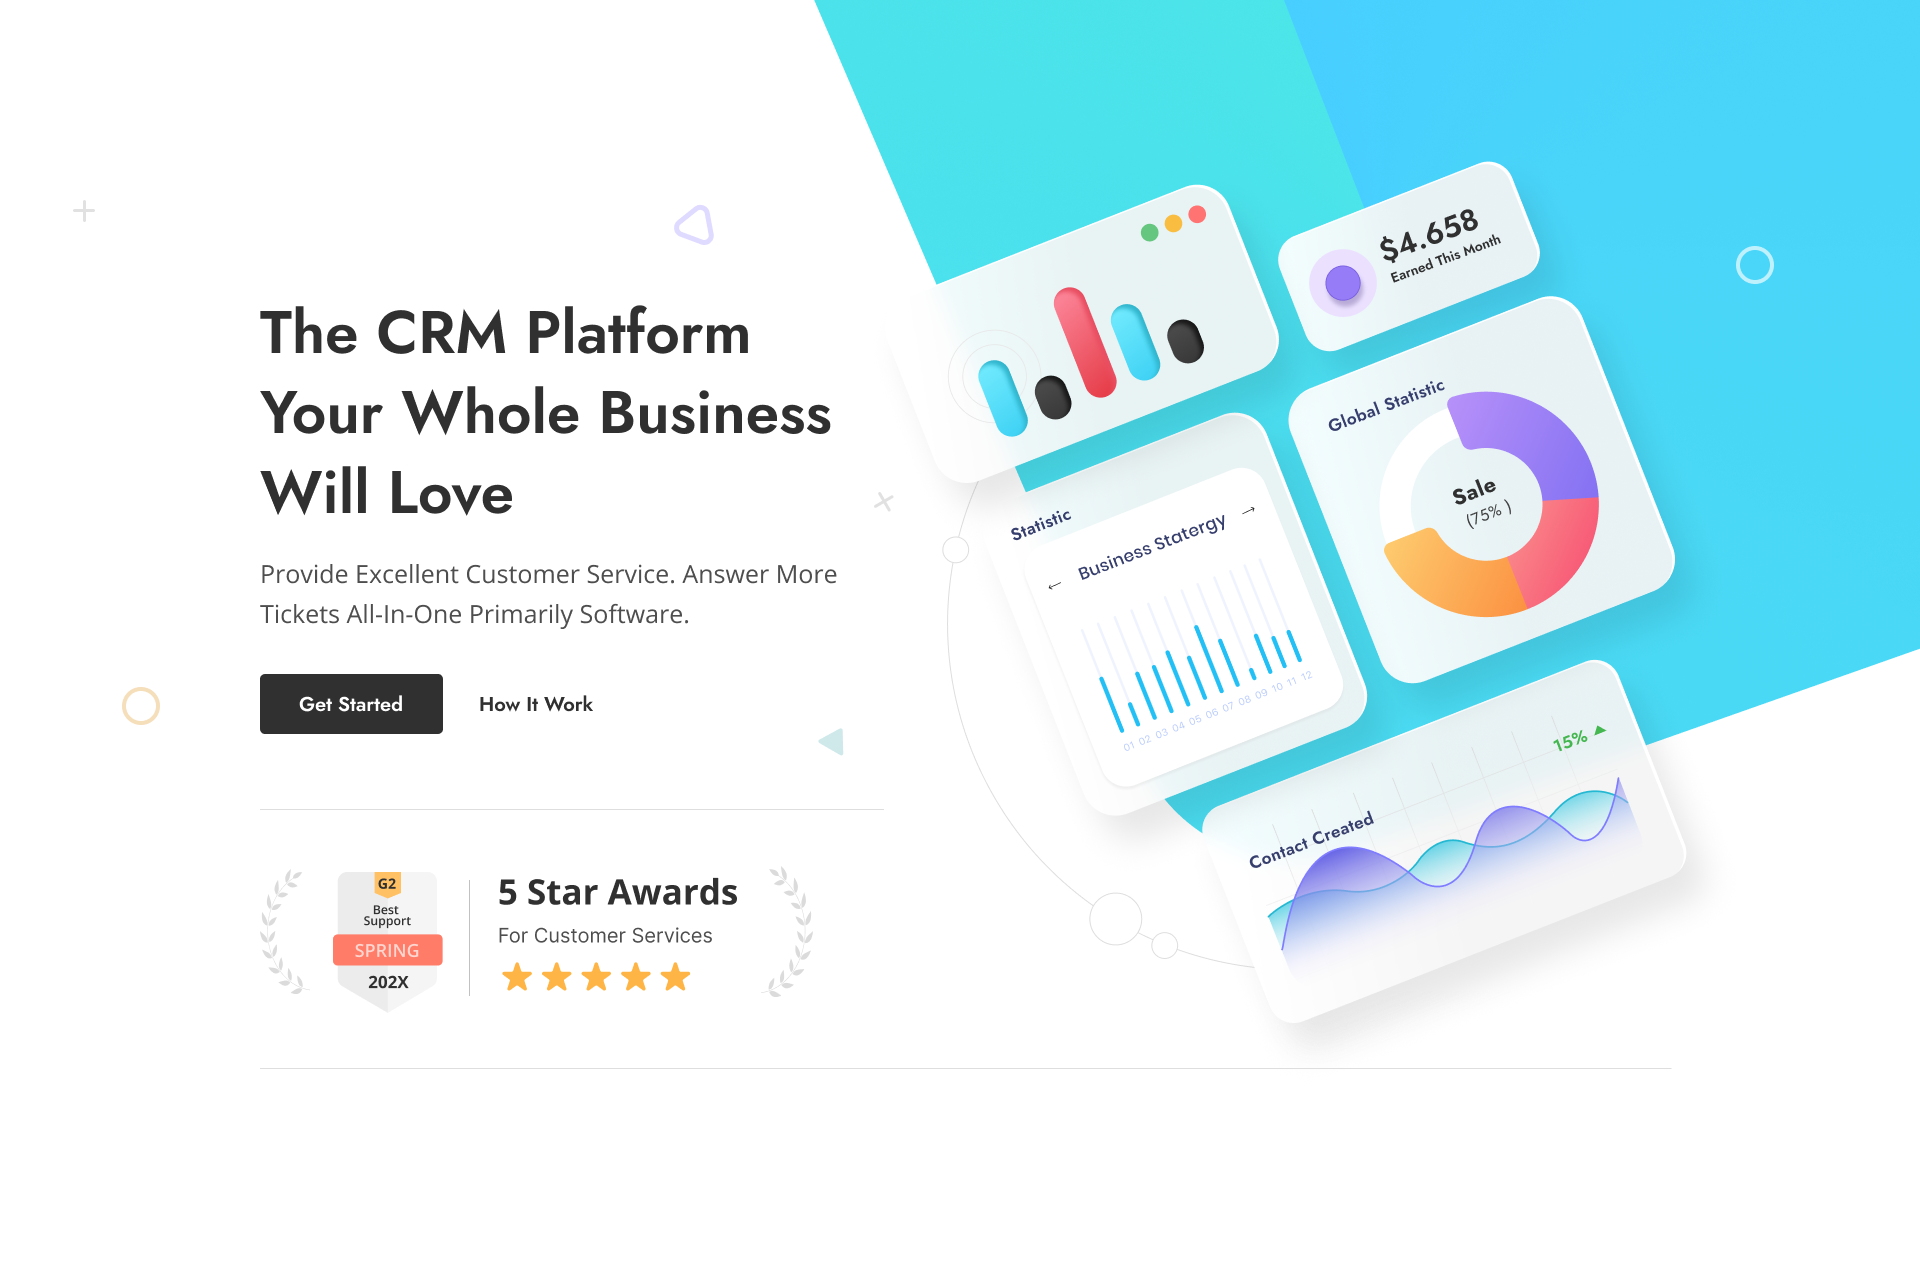 The CRM Platform
Your Whole Business
Will Love
Provide Excellent Customer Service. Answer More
Tickets All-In-One Primarily Software.
Get Started
How It Work
G2
Best
Support
SPRING
202X
5 Star Awards
For Customer Services
$4.658
Earned This Month
Global Statistic
Sale
(75% )
Statistic
← Business Statergy →
01 02 03 04 05 06 07 08 09 10 11 12
Contact Created
15%